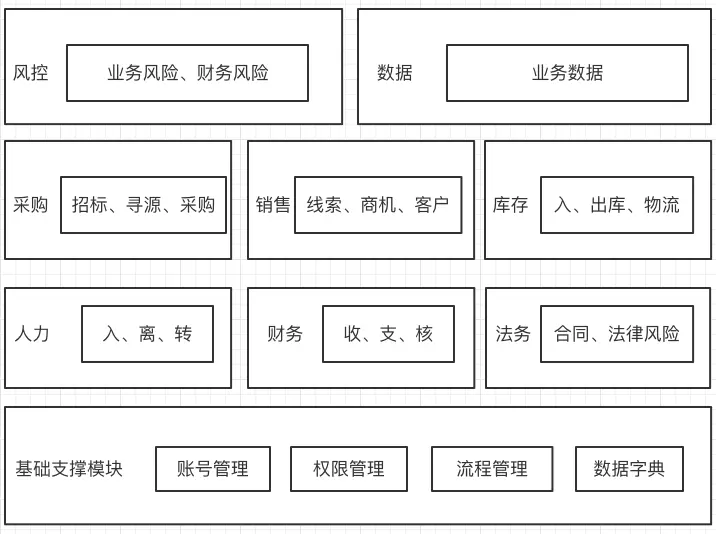 风控
业务风险、财务风险
数据
业务数据
采购
招标、寻源、采购
销售
线索、商机、客户
库存
入、出库、物流
人力
入、离、转
财务
收、支、核
法务
合同、法律风险
基础支撑模块
账号管理
权限管理
流程管理
数据字典